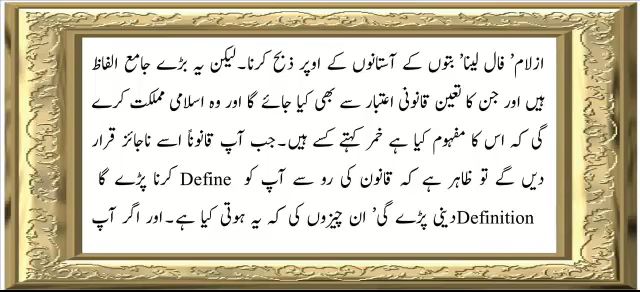 ازلام’ فال لینا’ بتوں کے آستانوں کے اوپر ذبح کرنا۔لیکن یہ بڑے جامع الفاظ
ہیں اور جن کا تعین قانونی اعتبار سے بھی کیا جائے گا اور وہ اسلامی مملکت کرے
گی کہ اس کا مفہوم کیا ہے خمر کہتے کسے ہیں۔جب آپ قانوناً اسے ناجائز قرار
دیں گے تو ظاہر ہے کہ قانون کی رو سے آپ کو Define کرنا پڑے گا
Definitionدینی پڑے گی’ ان چیزوں کی کہ یہ ہوتی کیا ہے۔اور اگر آپ